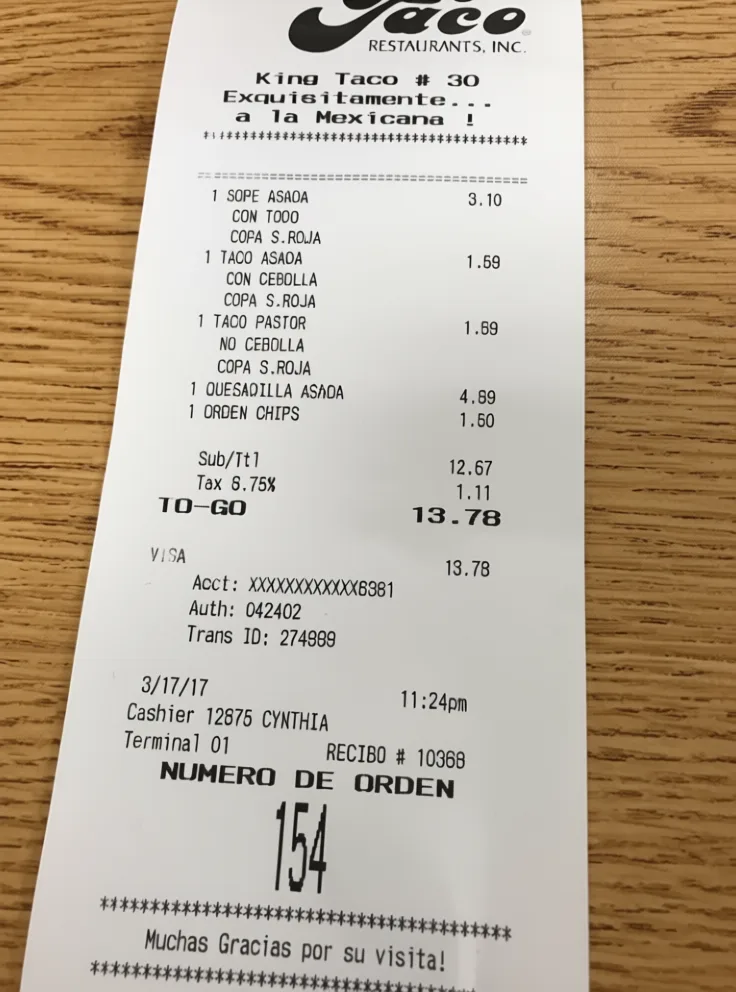 Taco
RESTAURANTS, INC.
King Taco # 30
Exquisitamente...
a la Mexicana !
***************************************
========================================
1 SOPE ASADA 3.10
CON TODO
COPA S.ROJA
1 TACO ASADA 1.59
CON CEBOLLA
COPA S.ROJA
1 TACO PASTOR 1.59
NO CEBOLLA
COPA S.ROJA
1 QUESADILLA ASADA 4.89
1 ORDEN CHIPS 1.50
Sub/Ttl 12.67
Tax 8.75% 1.11
TO-GO 13.78
VISA 13.78
Acct: XXXXXXXXXXXX6381
Auth: 042402
Trans ID: 274989
3/17/17 11:24pm
Cashier 12875 CYNTHIA
Terminal 01 RECIBO # 10368
NUMERO DE ORDEN
154
***************************************
Muchas Gracias por su visita!
***************************************